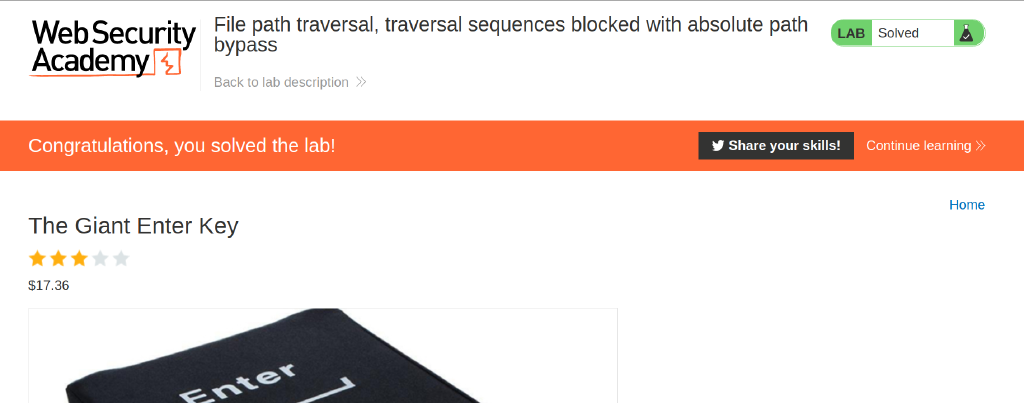 Web Security
Academy
File path traversal, traversal sequences blocked with absolute path
bypass
Back to lab description
LAB Solved
Congratulations, you solved the lab!
Share your skills!
Continue learning
Home
The Giant Enter Key
$17.36
Enter